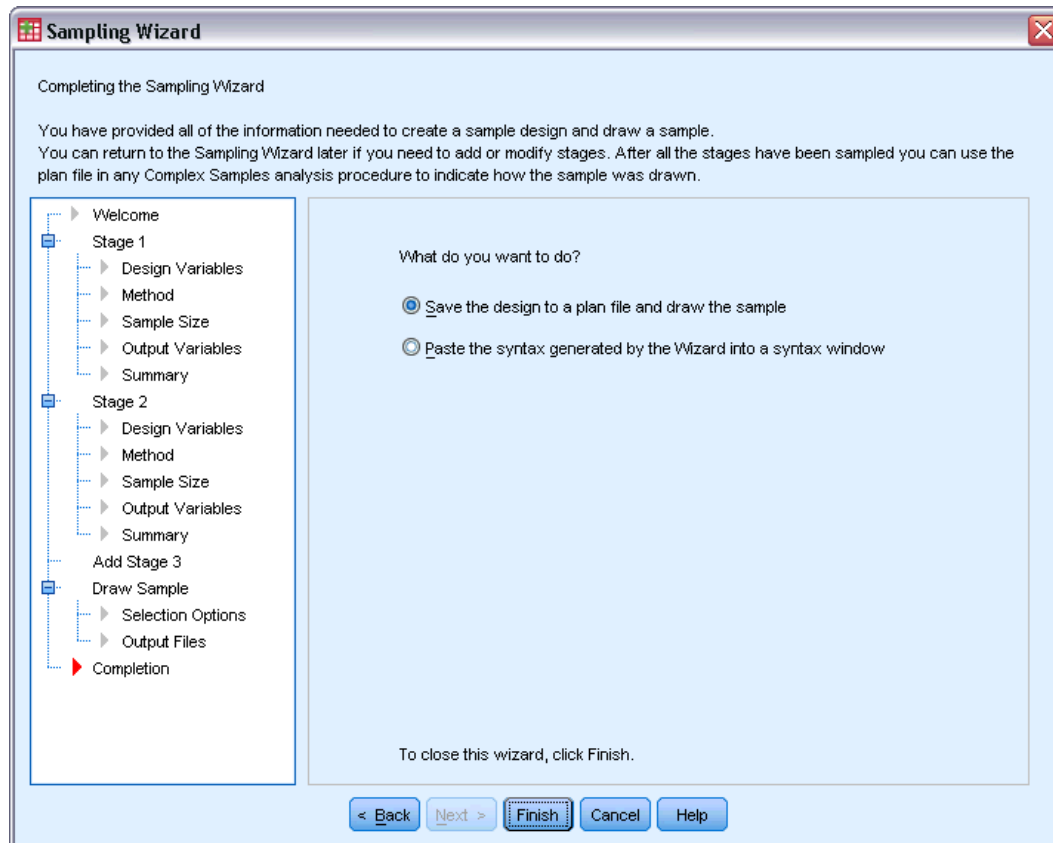 Sampling Wizard
Completing the Sampling Wizard
You have provided all of the information needed to create a sample design and draw a sample.
You can return to the Sampling Wizard later if you need to add or modify stages. After all the stages have been sampled you can use the
plan file in any Complex Samples analysis procedure to indicate how the sample was drawn.
Welcome
Stage 1
Design Variables
Method
Sample Size
Output Variables
Summary
Stage 2
Design Variables
Method
Sample Size
Output Variables
Summary
Add Stage 3
Draw Sample
Selection Options
Output Files
Completion
What do you want to do?
Save the design to a plan file and draw the sample
Paste the syntax generated by the Wizard into a syntax window
To close this wizard, click Finish.
< Back Next > Finish Cancel Help